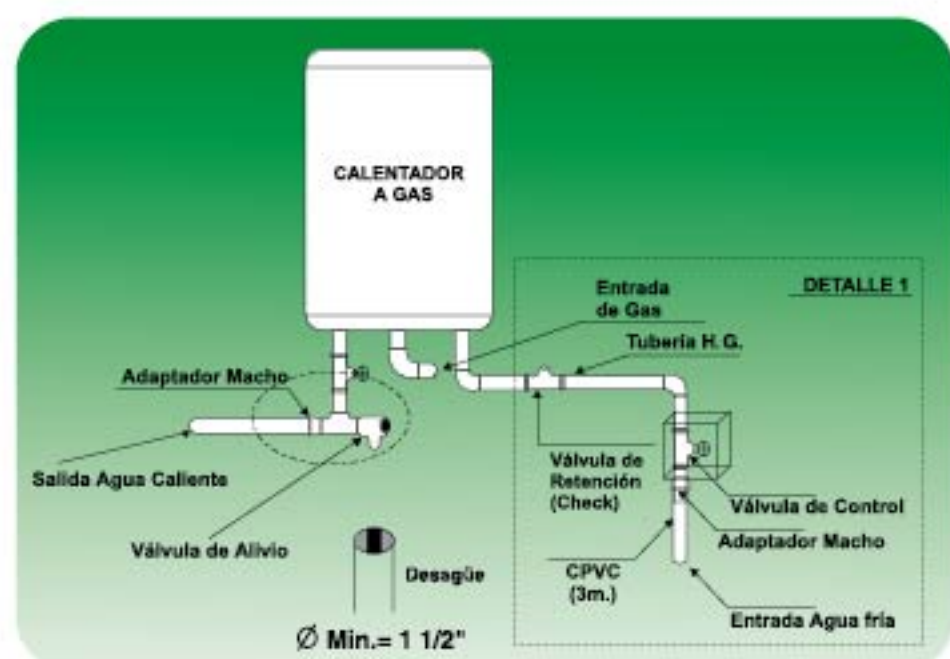 CALENTADOR
A GAS
DETALLE 1
Entrada
de Gas
Tubería H. G.
Adaptador Macho
Salida Agua Caliente
Válvula de
Retención
(Check)
Válvula de Control
Válvula de Alivio
Adaptador Macho
Desagüe
CPVC
(3m.)
Entrada Agua fría
Ø Min.= 1 1/2"